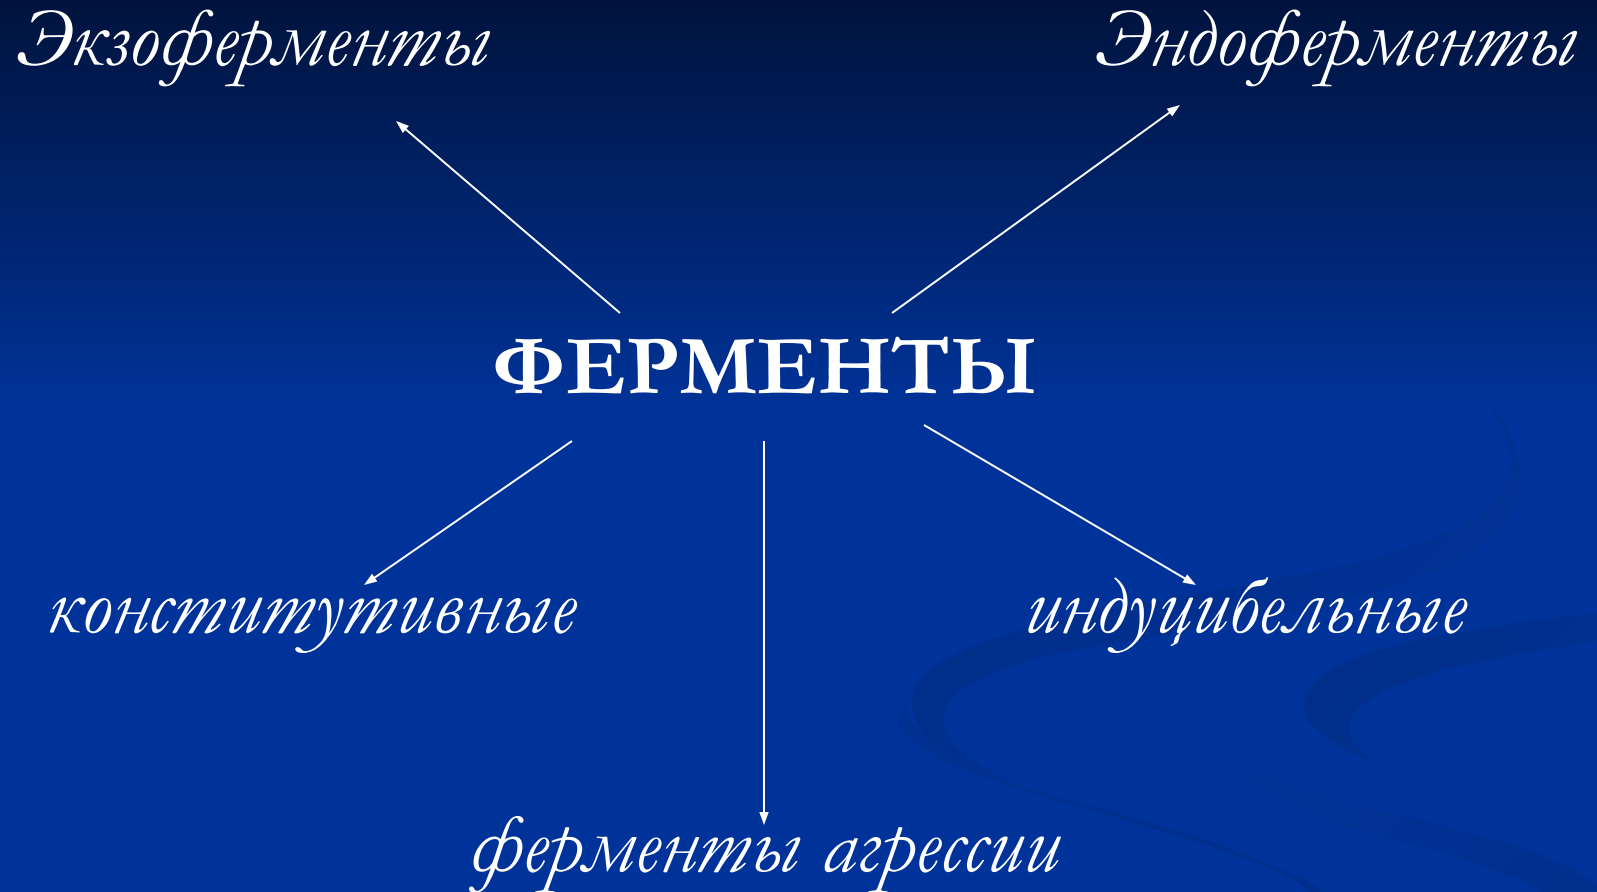 Экзоферменты
Эндоферменты
ФЕРМЕНТЫ
конститутивные
индуцибельные
ферменты агрессии